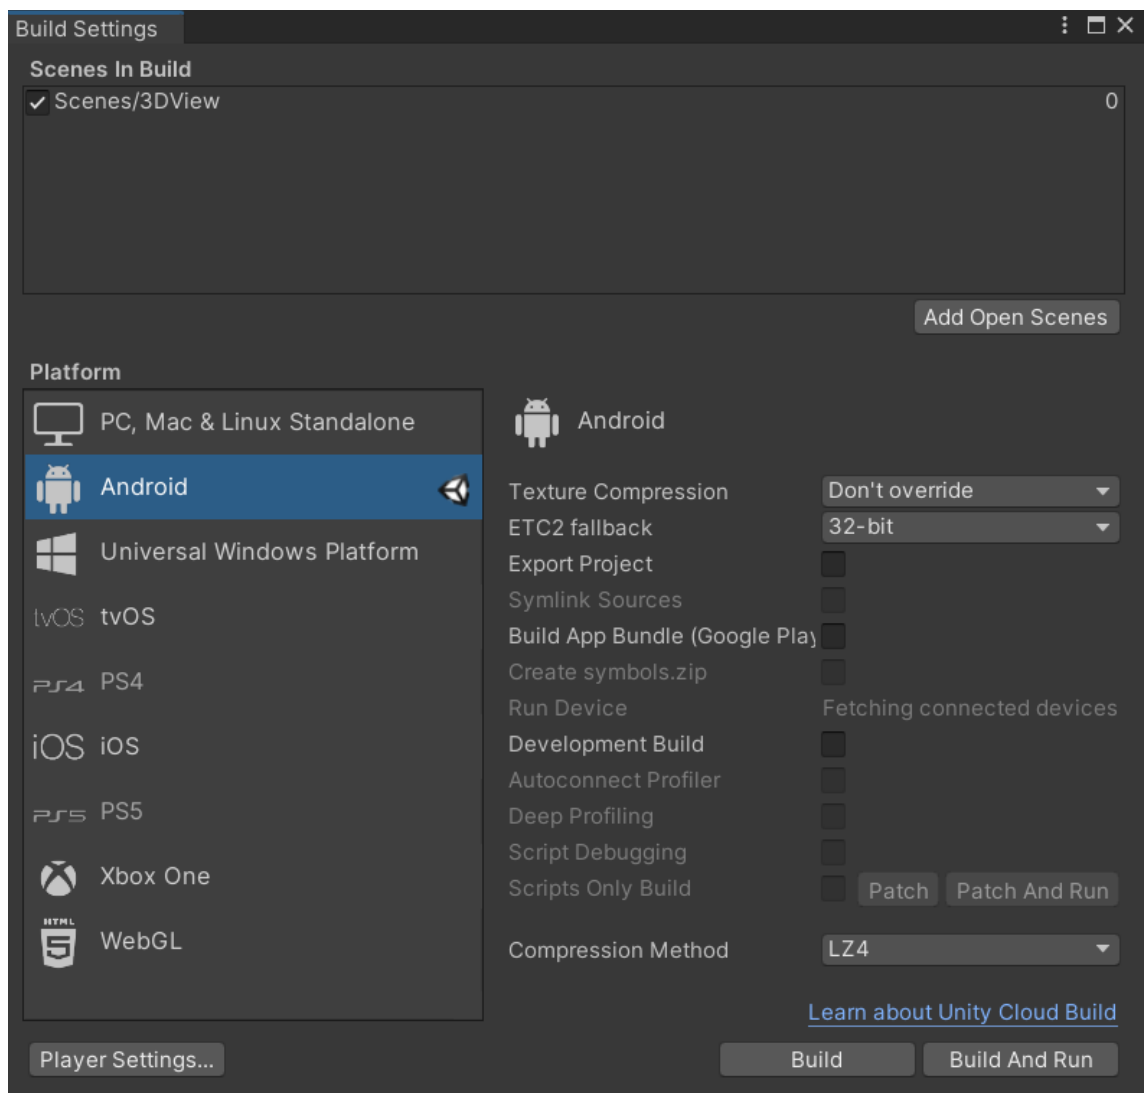 Build Settings
Scenes In Build
Scenes/3DView 0
Add Open Scenes
Platform
PC, Mac & Linux Standalone
Android
Universal Windows Platform
tvOS tvOS
PS4 PS4
iOS iOS
PS5 PS5
Xbox One
HTML
5
WebGL
Android
Texture Compression Don't override
ETC2 fallback 32-bit
Export Project
Symlink Sources
Build App Bundle (Google Play
Create symbols.zip
Run Device Fetching connected devices
Development Build
Autoconnect Profiler
Deep Profiling
Script Debugging
Scripts Only Build Patch Patch And Run
Compression Method LZ4
Learn about Unity Cloud Build
Player Settings... Build Build And Run